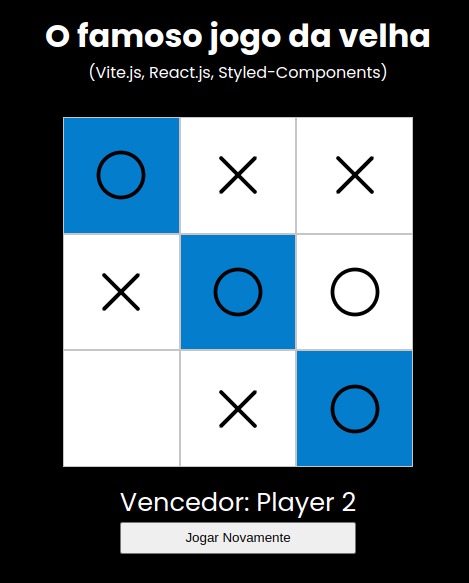 O famoso jogo da velha
(Vite.js, React.js, Styled-Components)
Vencedor: Player 2
Jogar Novamente